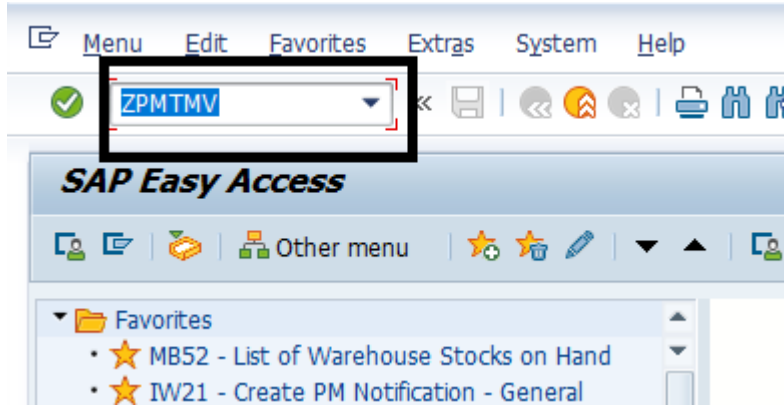 Menu Edit Favorites Extras System Help
ZPMTMV
SAP Easy Access
Other menu
Favorites
MB52 - List of Warehouse Stocks on Hand
IW21 - Create PM Notification - General